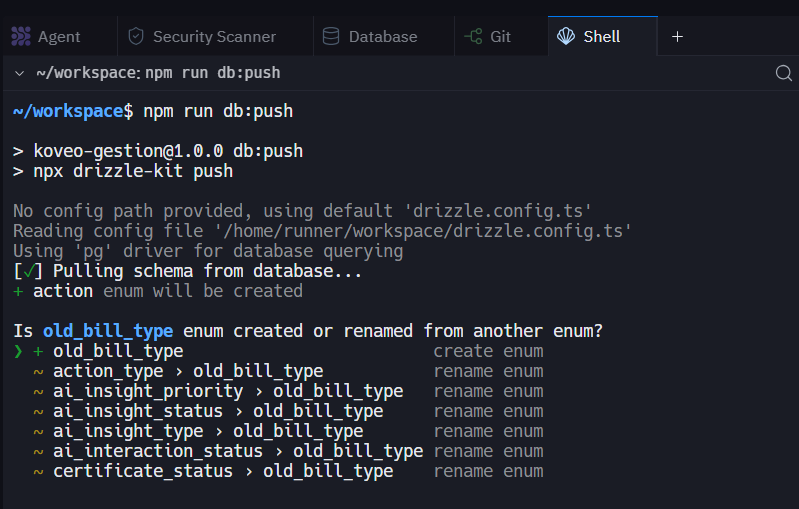 Agent Security Scanner Database Git Shell +
~/workspace: npm run db:push
~/workspace$ npm run db:push
> koveo-gestion@1.0.0 db:push
> npx drizzle-kit push
No config path provided, using default 'drizzle.config.ts'
Reading config file '/home/runner/workspace/drizzle.config.ts'
Using 'pg' driver for database querying
[✓] Pulling schema from database...
+ action enum will be created
Is old_bill_type enum created or renamed from another enum?
❯ + old_bill_type create enum
~ action_type › old_bill_type rename enum
~ ai_insight_priority › old_bill_type rename enum
~ ai_insight_status › old_bill_type rename enum
~ ai_insight_type › old_bill_type rename enum
~ ai_interaction_status › old_bill_type rename enum
~ certificate_status › old_bill_type rename enum